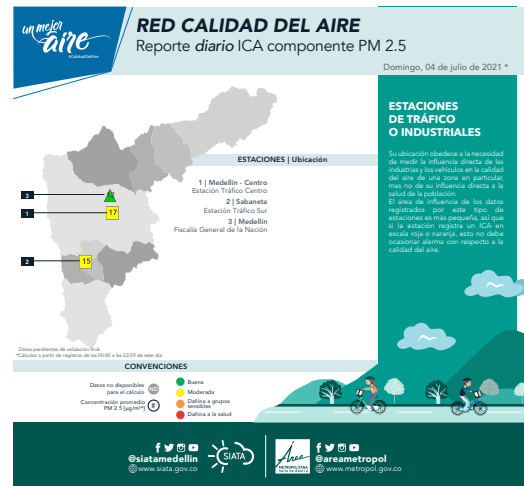 un mejor
aire
#CalidadDelAire
RED CALIDAD DEL AIRE
Reporte diario ICA componente PM 2.5
Domingo, 04 de julio de 2021 *
ESTACIONES
DE TRÁFICO
O INDUSTRIALES
Su ubicación obedece a la necesidad
de medir la influencia directa de las
industrias y los vehículos en la calidad
del aire de una zona en particular,
mas no de su influencia directa a la
salud de la población.
El área de influencia de los datos
registrados por este tipo de
estaciones es más pequeña, así que
si la estación registra un ICA en
escala roja o naranja, esto no debe
ocasionar alarma con respecto a la
calidad del aire.
ESTACIONES | Ubicación
1 | Medellín - Centro
Estación Tráfico Centro
2 | Sabaneta
Estación Tráfico Sur
3 | Medellín
Fiscalía General de la Nación
3
1
17
2
15
Datos pendientes de validación final.
*Cálculos a partir de registros de las 00:00 a las 23:59 de este día.
CONVENCIONES
Datos no disponibles
para el cálculo
ND
Concentración promedio
PM 2.5 [µg/m³*]
#
Buena
Moderada
Dañina a grupos
sensibles
Dañina a la salud
@siatamedellin
www.siata.gov.co
SIATA
Área
METROPOLITANA
Valle de Aburrá
@areametropol
www.metropol.gov.co